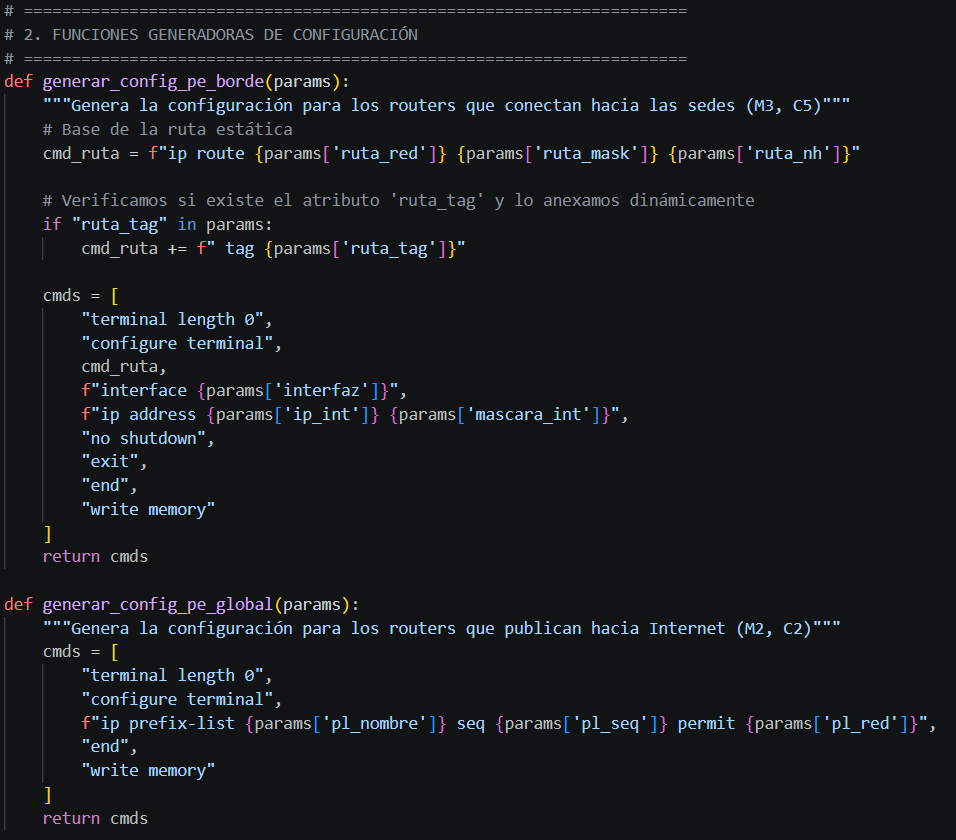 # =====================================================================
# 2. FUNCIONES GENERADORAS DE CONFIGURACIÓN
# =====================================================================
def generar_config_pe_borde(params):
    """Genera la configuración para los routers que conectan hacia las sedes (M3, C5)"""
    # Base de la ruta estática
    cmd_ruta = f"ip route {params['ruta_red']} {params['ruta_mask']} {params['ruta_nh']}"

    # Verificamos si existe el atributo 'ruta_tag' y lo anexamos dinámicamente
    if "ruta_tag" in params:
        cmd_ruta += f" tag {params['ruta_tag']}"

    cmds = [
        "terminal length 0",
        "configure terminal",
        cmd_ruta,
        f"interface {params['interfaz']}",
        f"ip address {params['ip_int']} {params['mascara_int']}",
        "no shutdown",
        "exit",
        "end",
        "write memory"
    ]
    return cmds

def generar_config_pe_global(params):
    """Genera la configuración para los routers que publican hacia Internet (M2, C2)"""
    cmds = [
        "terminal length 0",
        "configure terminal",
        f"ip prefix-list {params['pl_nombre']} seq {params['pl_seq']} permit {params['pl_red']}",
        "end",
        "write memory"
    ]
    return cmds